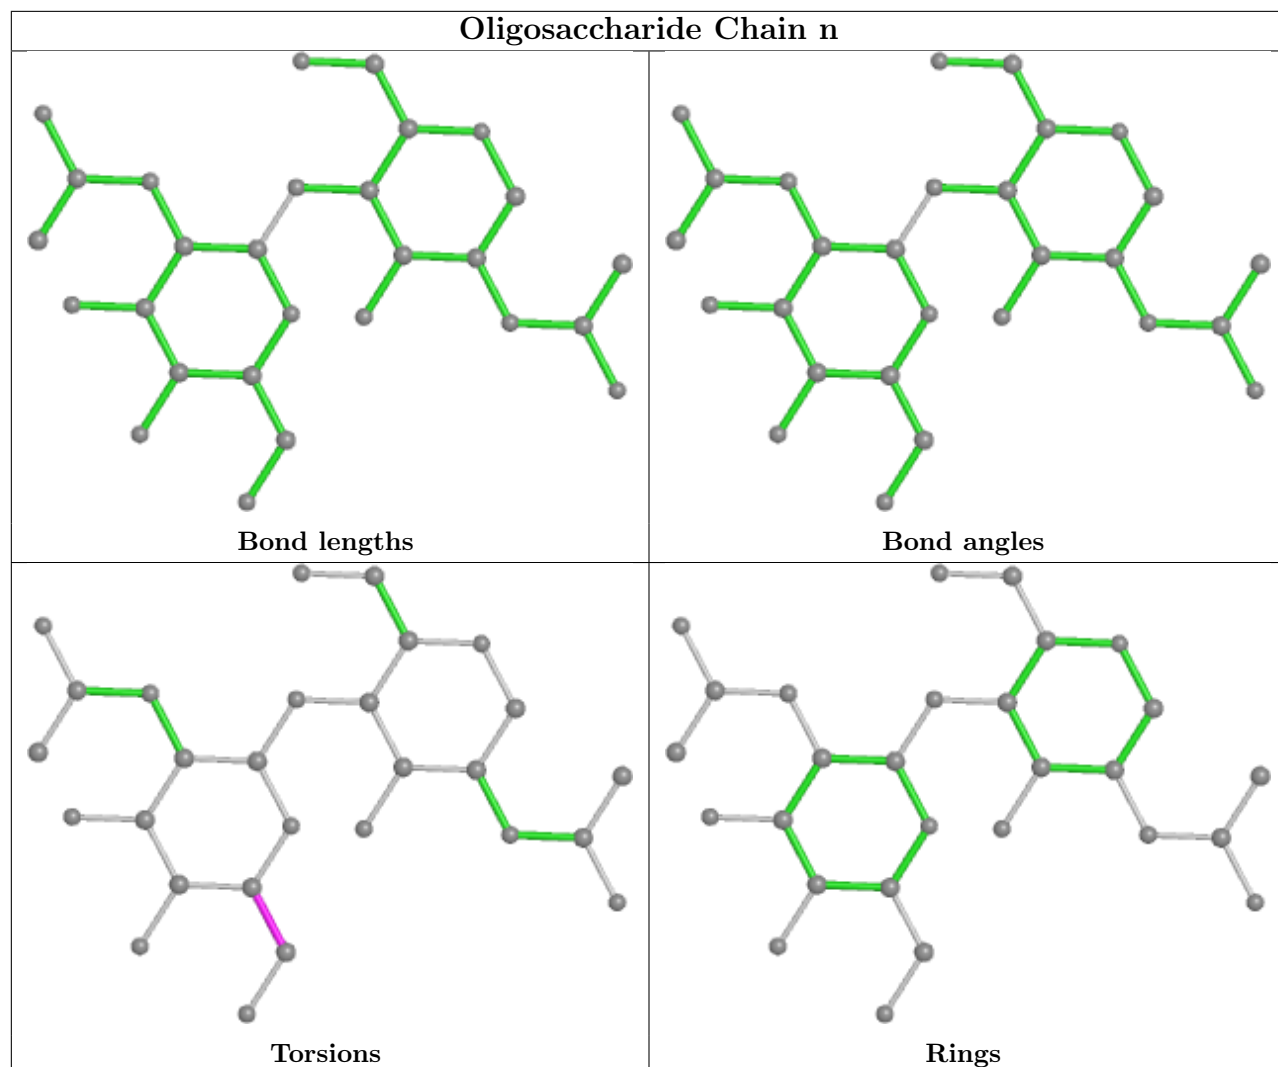 Oligosaccharide Chain n
Bond lengths
Bond angles
Torsions
Rings